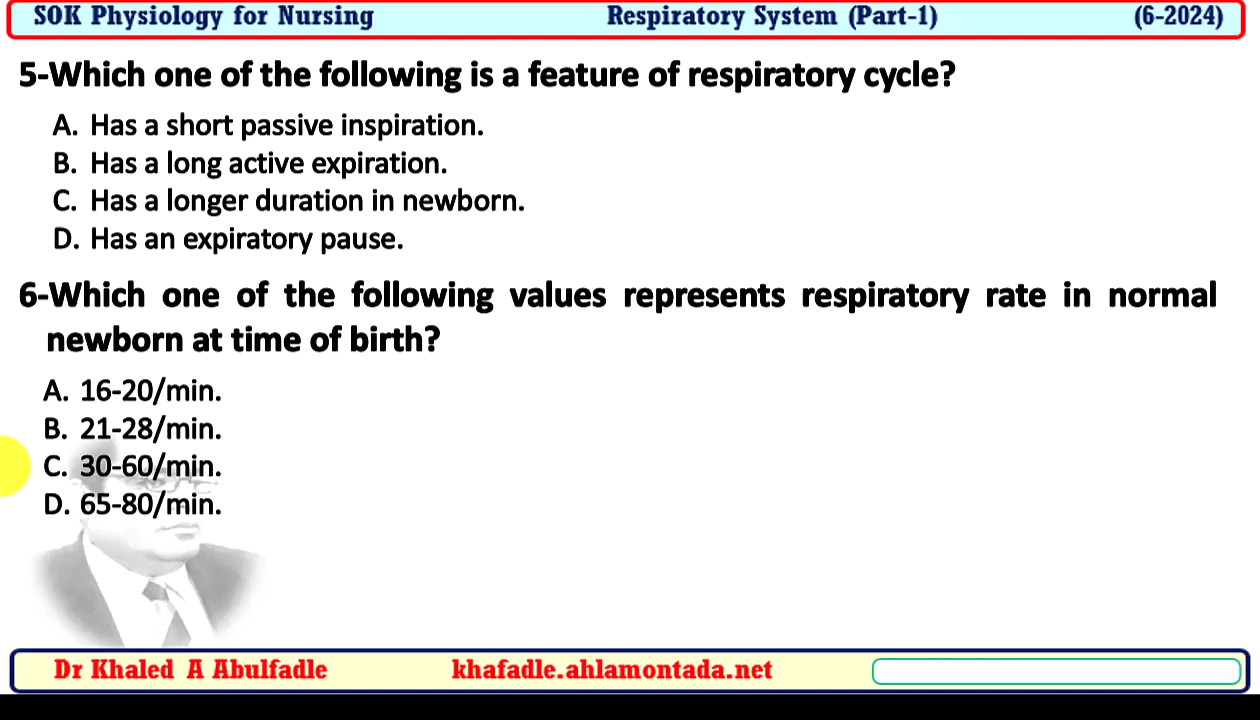 SOK Physiology for Nursing Respiratory System (Part-1) (6-2024)
5-Which one of the following is a feature of respiratory cycle?
A. Has a short passive inspiration.
B. Has a long active expiration.
C. Has a longer duration in newborn.
D. Has an expiratory pause.
6-Which one of the following values represents respiratory rate in normal
newborn at time of birth?
A. 16-20/min.
B. 21-28/min.
C. 30-60/min.
D. 65-80/min.
Dr Khaled A Abulfadle khafadle.ahlamontada.net